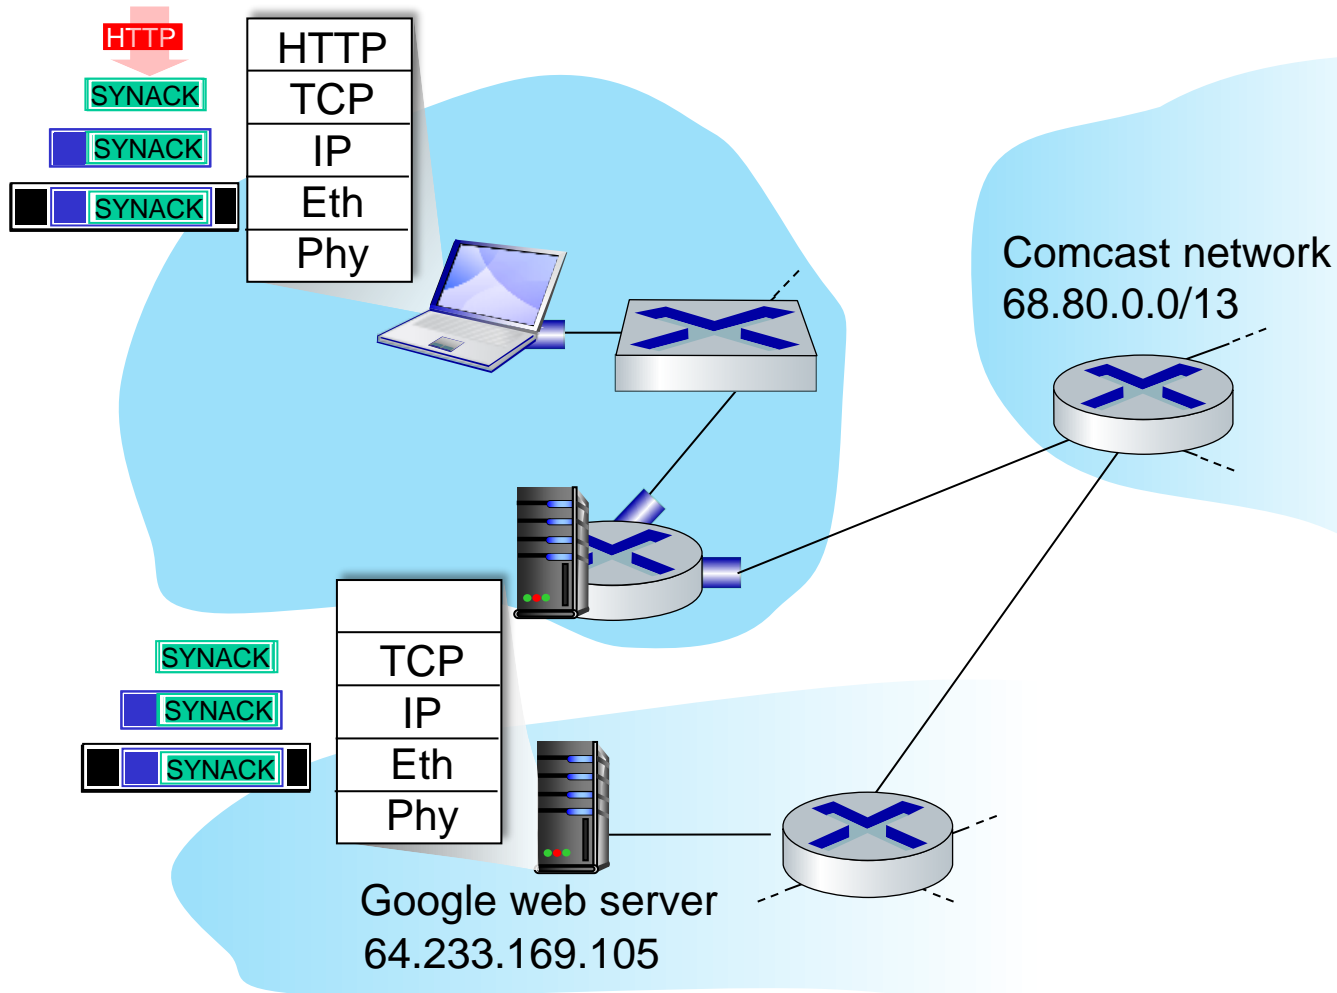 HTTP
HTTP
SYNACK
TCP
SYNACK
IP
SYNACK
Eth
Phy
Comcast network
68.80.0.0/13
SYNACK
TCP
SYNACK
IP
SYNACK
Eth
Phy
Google web server
64.233.169.105